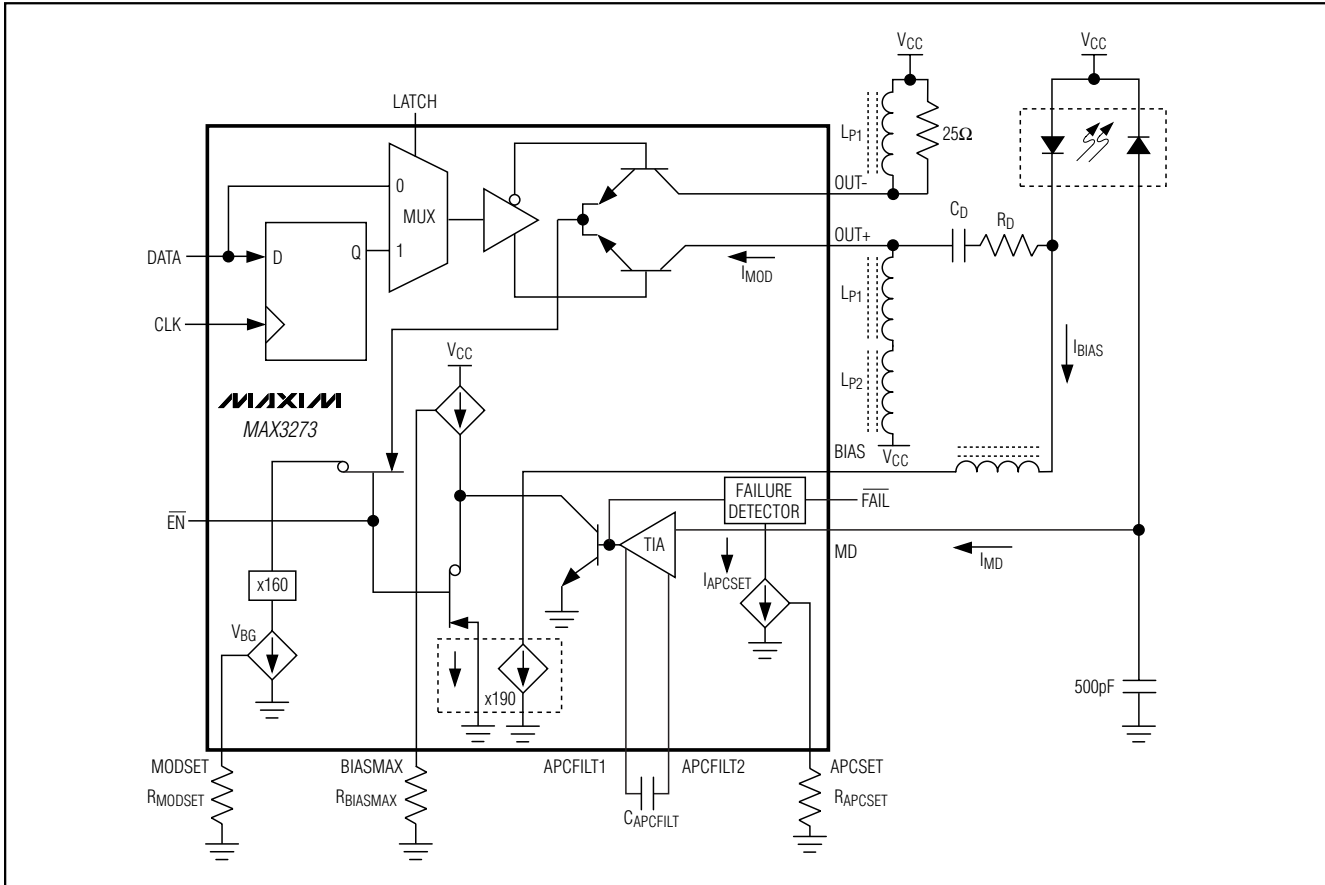 VCC
VCC
LATCH
LP1
25Ω
0
MUX
OUT-
CD
RD
OUT+
DATA
D
Q
1
IMOD
LP1
CLK
IBIAS
VCC
LP2
MAXIM
MAX3273
BIAS
VCC
FAILURE
DETECTOR
FAIL
EN
TIA
MD
IMD
x160
IAPCSET
VBG
x190
500pF
MODSET
BIASMAX
APCFILT1
APCFILT2
APCSET
RMODSET
RBIASMAX
CAPCFILT
RAPCSET